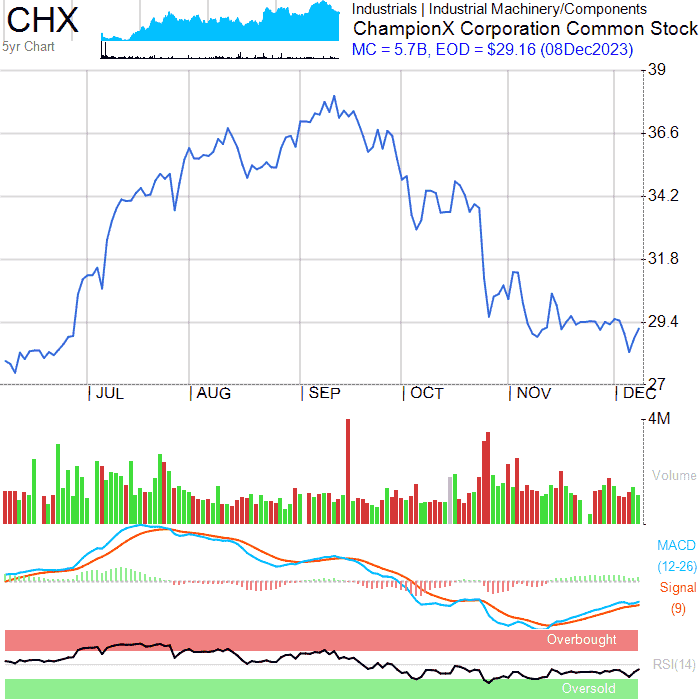 CHX
5yr Chart
Industrials | Industrial Machinery/Components
ChampionX Corporation Common Stock
MC = 5.7B, EOD = $29.16 (08Dec2023)
39
36.6
34.2
31.8
29.4
27
JUL AUG SEP OCT NOV DEC
4M
Volume
MACD
(12-26)
Signal
(9)
Overbought
RSI(14)
Oversold